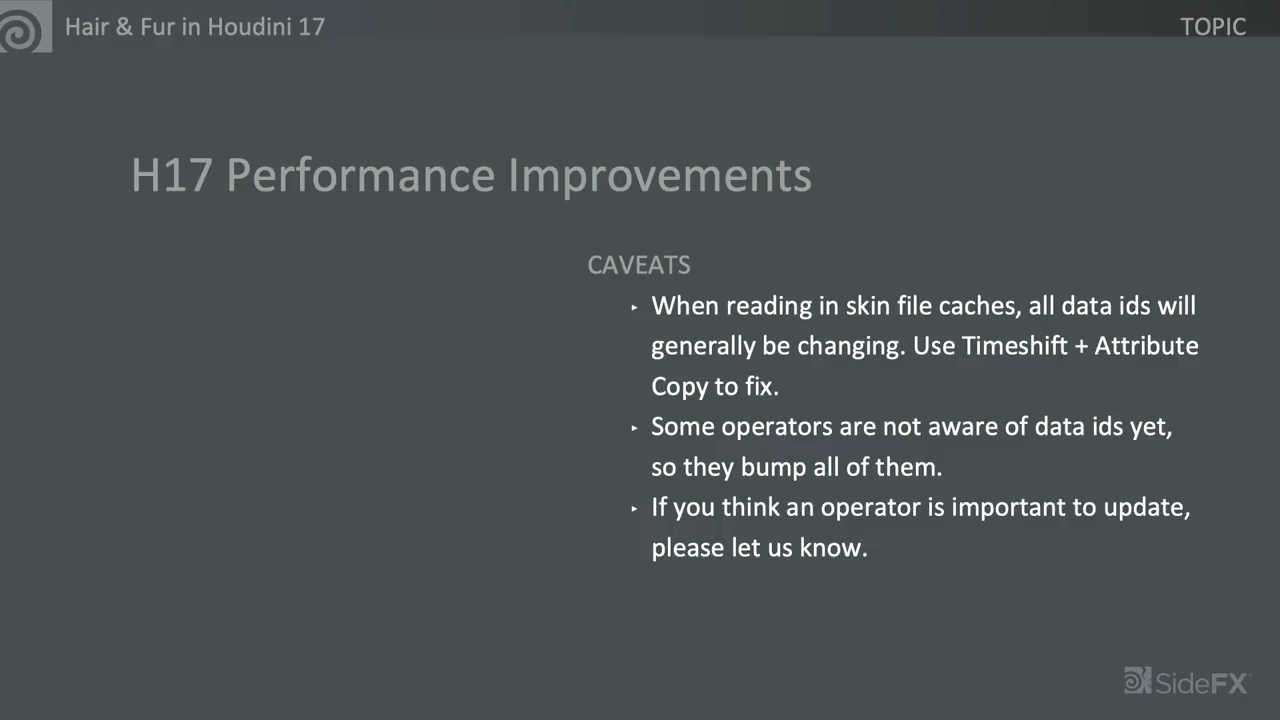 Hair & Fur in Houdini 17
TOPIC
H17 Performance Improvements
CAVEATS
‣ When reading in skin file caches, all data ids will
generally be changing. Use Timeshift + Attribute
Copy to fix.
‣ Some operators are not aware of data ids yet,
so they bump all of them.
‣ If you think an operator is important to update,
please let us know.
SideFX